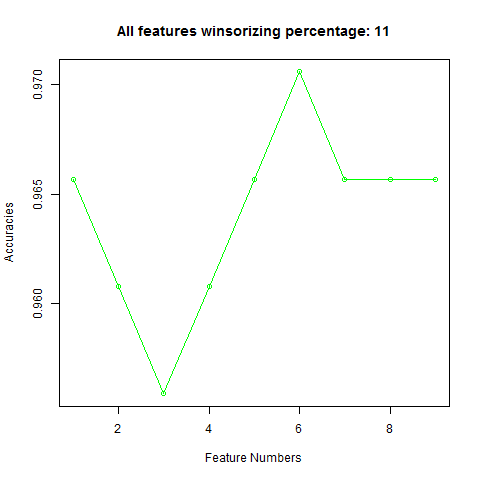 All features winsorizing percentage: 11
0.970
0.965
0.960
Accuracies
2 4 6 8
Feature Numbers